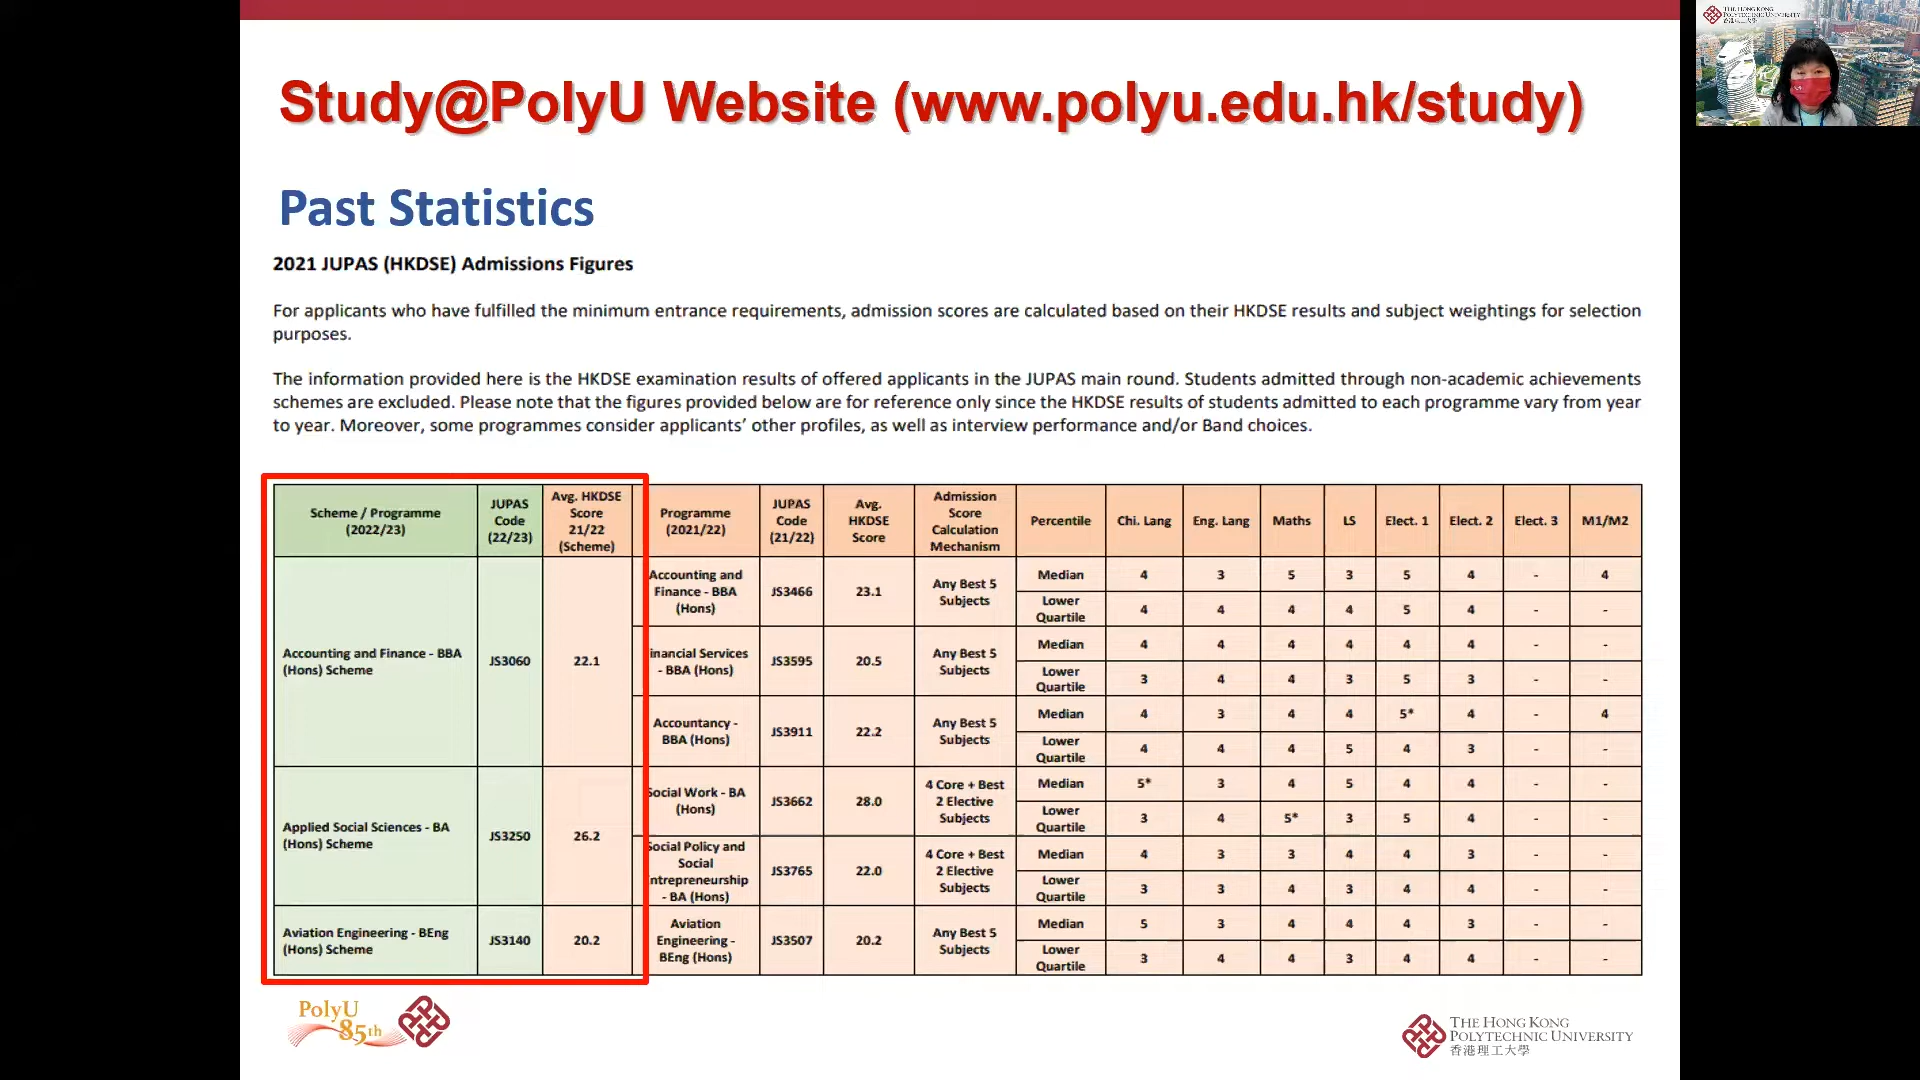 Study@PolyU Website (www.polyu.edu.hk/study)
THE HONG KONG
POLYTECHNIC UNIVERSITY
香港理工大學
Past Statistics
2021 JUPAS (HKDSE) Admissions Figures
For applicants who have fulfilled the minimum entrance requirements, admission scores are calculated based on their HKDSE results and subject weightings for selection
purposes.
The information provided here is the HKDSE examination results of offered applicants in the JUPAS main round. Students admitted through non-academic achievements
schemes are excluded. Please note that the figures provided below are for reference only since the HKDSE results of students admitted to each programme vary from year
to year. Moreover, some programmes consider applicants' other profiles, as well as interview performance and/or Band choices.
Scheme / Programme
(2022/23)
JUPAS
Code
(22/23)
Avg. HKDSE
Score
21/22
(Scheme)
Programme
(2021/22)
JUPAS
Code
(21/22)
Avg.
HKDSE
Score
Admission
Score
Calculation
Mechanism
Percentile
Chi. Lang
Eng. Lang
Maths
LS
Elect. 1
Elect. 2
Elect. 3
M1/M2
Accounting and Finance - BBA
(Hons) Scheme
JS3060
22.1
Accounting and
Finance - BBA
(Hons)
JS3466
23.1
Any Best 5
Subjects
Median 4 3 5 3 5 4 - 4
Lower
Quartile 4 4 4 4 5 4 - -
inancial Services
- BBA (Hons)
JS3595
20.5
Any Best 5
Subjects
Median 4 4 4 4 4 4 - -
Lower
Quartile 3 4 4 3 5 3 - -
Accountancy -
BBA (Hons)
JS3911
22.2
Any Best 5
Subjects
Median 4 3 4 4 5* 4 - 4
Lower
Quartile 4 4 4 5 4 3 - -
Applied Social Sciences - BA
(Hons) Scheme
JS3250
26.2
Social Work - BA
(Hons)
JS3662
28.0
4 Core + Best
2 Elective
Subjects
Median 5* 3 4 5 4 4 - -
Lower
Quartile 3 4 5* 3 5 4 - -
Social Policy and
Social
ntrepreneurship
- BA (Hons)
JS3765
22.0
4 Core + Best
2 Elective
Subjects
Median 4 3 3 4 4 3 - -
Lower
Quartile 3 3 4 3 4 4 - -
Aviation Engineering - BEng
(Hons) Scheme
JS3140
20.2
Aviation
Engineering -
BEng (Hons)
JS3507
20.2
Any Best 5
Subjects
Median 5 3 4 4 4 3 - -
Lower
Quartile 3 4 4 3 4 4 - -
PolyU
85th
THE HONG KONG
POLYTECHNIC UNIVERSITY
香港理工大學